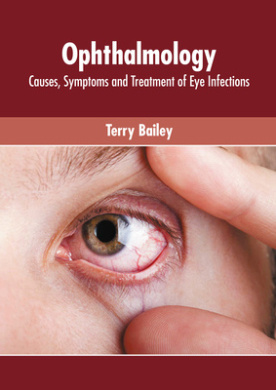 Ophthalmology
Causes, Symptoms and Treatment of Eye Infections
Terry Bailey